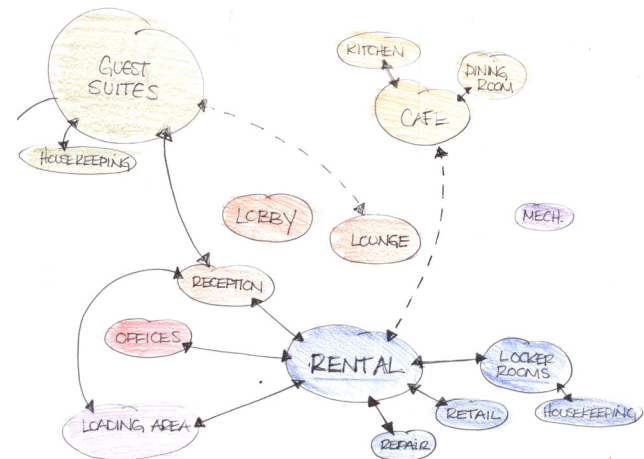 GUEST
SUITES
KITCHEN
DINING
ROOM
CAFE
HOUSEKEEPING
LOBBY
LOUNGE
MECH.
RECEPTION
OFFICES
RENTAL
LOCKER
ROOMS
LOADING AREA
RETAIL
HOUSEKEEPING
REPAIR